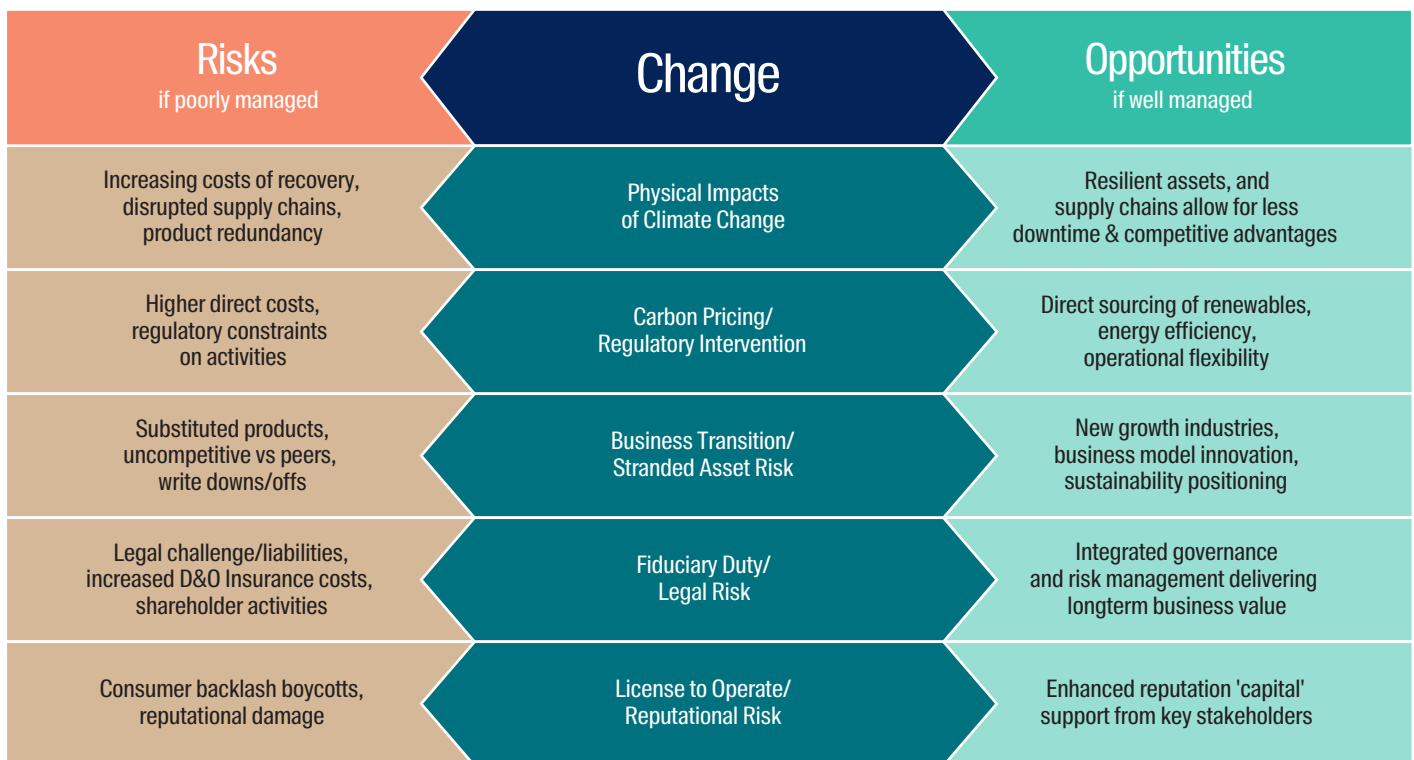 Risks
if poorly managed
Change
Opportunities
if well managed
Increasing costs of recovery,
disrupted supply chains,
product redundancy
Physical Impacts
of Climate Change
Resilient assets, and
supply chains allow for less
downtime & competitive advantages
Higher direct costs,
regulatory constraints
on activities
Carbon Pricing/
Regulatory Intervention
Direct sourcing of renewables,
energy efficiency,
operational flexibility
Substituted products,
uncompetitive vs peers,
write downs/offs
Business Transition/
Stranded Asset Risk
New growth industries,
business model innovation,
sustainability positioning
Legal challenge/liabilities,
increased D&O Insurance costs,
shareholder activities
Fiduciary Duty/
Legal Risk
Integrated governance
and risk management delivering
longterm business value
Consumer backlash boycotts,
reputational damage
License to Operate/
Reputational Risk
Enhanced reputation 'capital'
support from key stakeholders